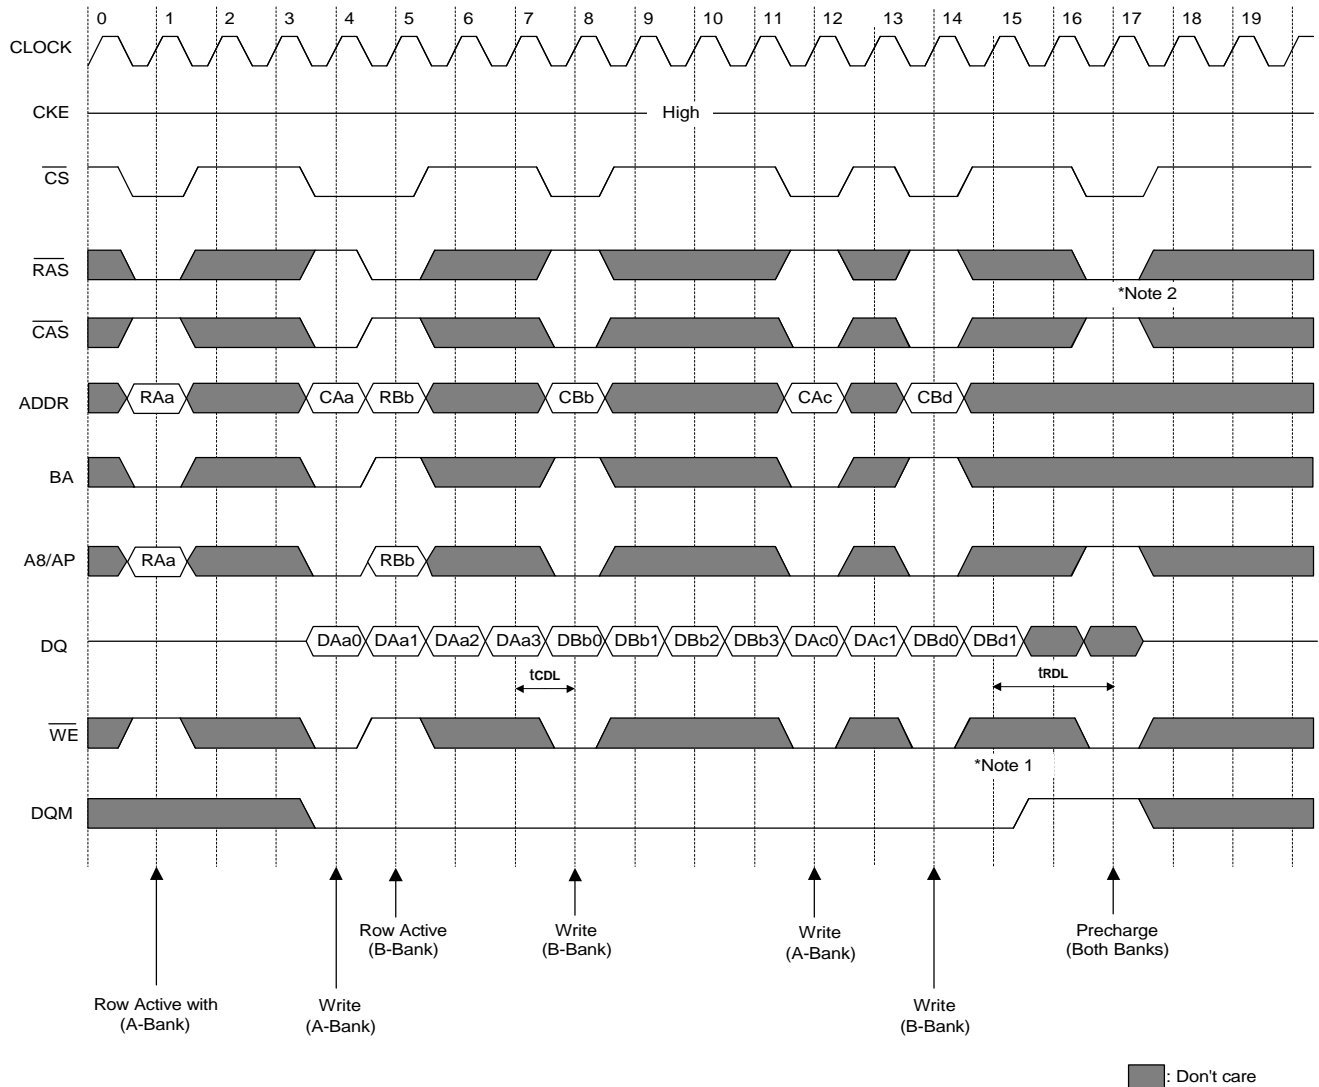 0 1 2 3 4 5 6 7 8 9 10 11 12 13 14 15 16 17 18 19
CLOCK
CKE High
CS
RAS
*Note 2
CAS
ADDR RAa CAa RBb CBb CAc CBd
BA
A8/AP RAa RBb
DQ DAa0 DAa1 DAa2 DAa3 DBb0 DBb1 DBb2 DBb3 DAc0 DAc1 DBd0 DBd1
tCDL tRDL
WE
*Note 1
DQM
Row Active
(B-Bank)
Write
(B-Bank)
Write
(A-Bank)
Precharge
(Both Banks)
Row Active with
(A-Bank)
Write
(A-Bank)
Write
(B-Bank)
: Don't care